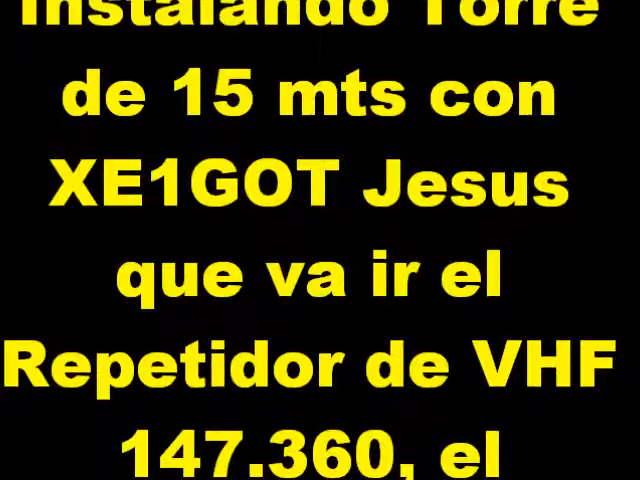 Instalando Torre
de 15 mts con
XE1GOT Jesus
que va ir el
Repetidor de VHF
147.360, el